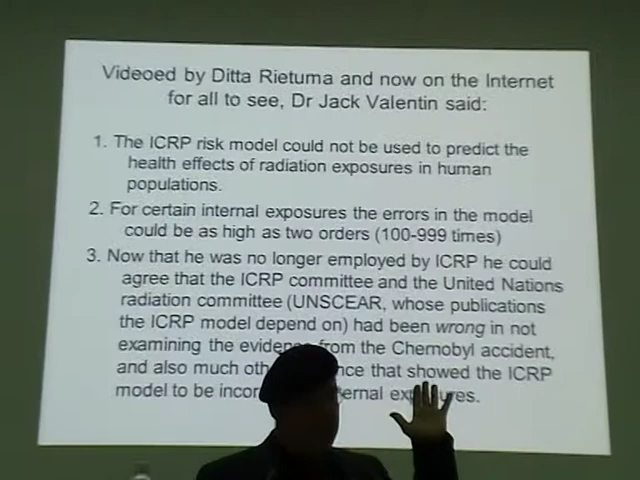 Videoed by Ditta Rietuma and now on the Internet
for all to see, Dr Jack Valentin said:
1. The ICRP risk model could not be used to predict the
health effects of radiation exposures in human
populations.
2. For certain internal exposures the errors in the model
could be as high as two orders (100-999 times)
3. Now that he was no longer employed by ICRP he could
agree that the ICRP committee and the United Nations
radiation committee (UNSCEAR, whose publications
the ICRP model depend on) had been wrong in not
examining the evidence from the Chernobyl accident,
and also much that showed the ICRP
model to be